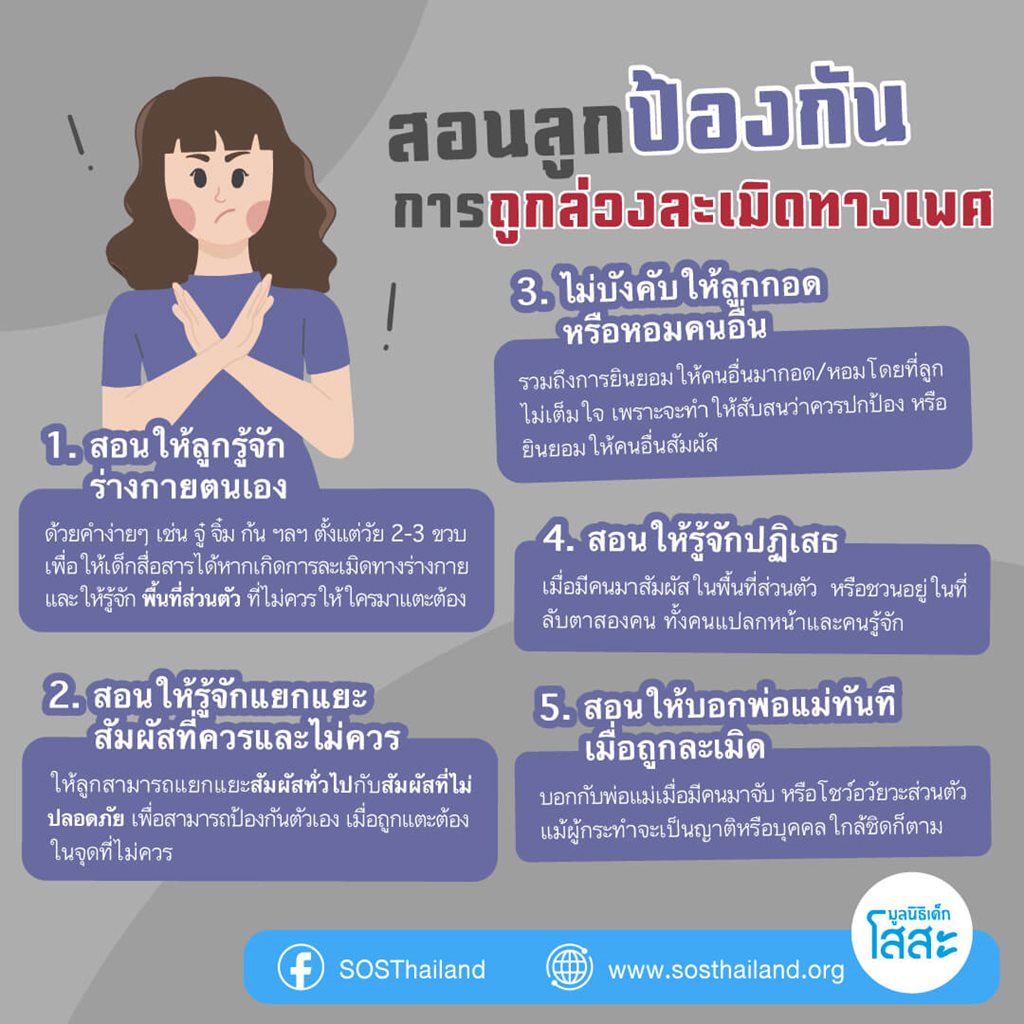 สอนลูกป้องกัน
การถูกล่วงละเมิดทางเพศ
1. สอนให้ลูกรู้จัก
ร่างกายตนเอง
ด้วยคำง่ายๆ เช่น จู๋ จิ๋ม ก้น ฯลฯ ตั้งแต่วัย 2-3 ขวบ
เพื่อให้เด็กสื่อสารได้หากเกิดการละเมิดทางร่างกาย
และให้รู้จัก พื้นที่ส่วนตัว ที่ไม่ควรให้ใครมาแตะต้อง
2. สอนให้รู้จักแยกแยะ
สัมผัสที่ควรและไม่ควร
ให้ลูกสามารถแยกแยะสัมผัสทั่วไปกับสัมผัสที่ไม่
ปลอดภัย เพื่อสามารถป้องกันตัวเอง เมื่อถูกแตะต้อง
ในจุดที่ไม่ควร
3. ไม่บังคับให้ลูกกอด
หรือหอมคนอื่น
รวมถึงการยินยอมให้คนอื่นมากอด/หอมโดยที่ลูก
ไม่เต็มใจ เพราะจะทำให้สับสนว่าควรปกป้อง หรือ
ยินยอมให้คนอื่นสัมผัส
4. สอนให้รู้จักปฏิเสธ
เมื่อมีคนมาสัมผัสในพื้นที่ส่วนตัว หรือชวนอยู่ในที่
ลับตาสองคน ทั้งคนแปลกหน้าและคนรู้จัก
5. สอนให้บอกพ่อแม่ทันที
เมื่อถูกละเมิด
บอกกับพ่อแม่เมื่อมีคนมาจับ หรือโชว์อวัยวะส่วนตัว
แม้ผู้กระทำจะเป็นญาติหรือบุคคลใกล้ชิดก็ตาม
มูลนิธิเด็ก
โสสะ
SOSThailand
www.sosthailand.org